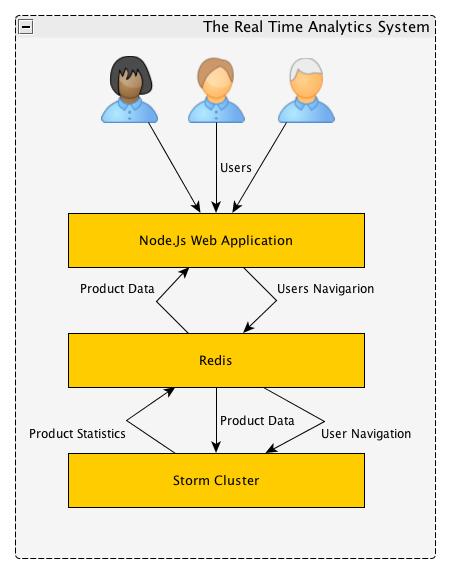 The Real Time Analytics System
Users
Node.Js Web Application
Product Data
Users Navigarion
Redis
Product Data
Product Statistics
User Navigation
Storm Cluster